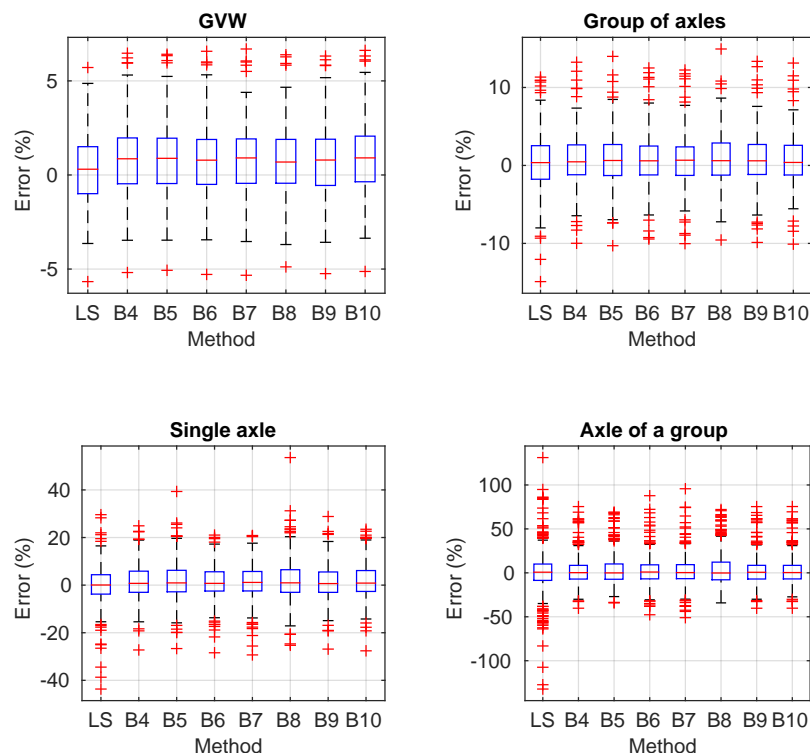 GVW
5
0
-5
Error (%)
LS B4 B5 B6 B7 B8 B9 B10
Method
Group of axles
10
0
-10
Error (%)
LS B4 B5 B6 B7 B8 B9 B10
Method
Single axle
40
20
0
-20
-40
Error (%)
LS B4 B5 B6 B7 B8 B9 B10
Method
Axle of a group
100
50
0
-50
-100
Error (%)
LS B4 B5 B6 B7 B8 B9 B10
Method